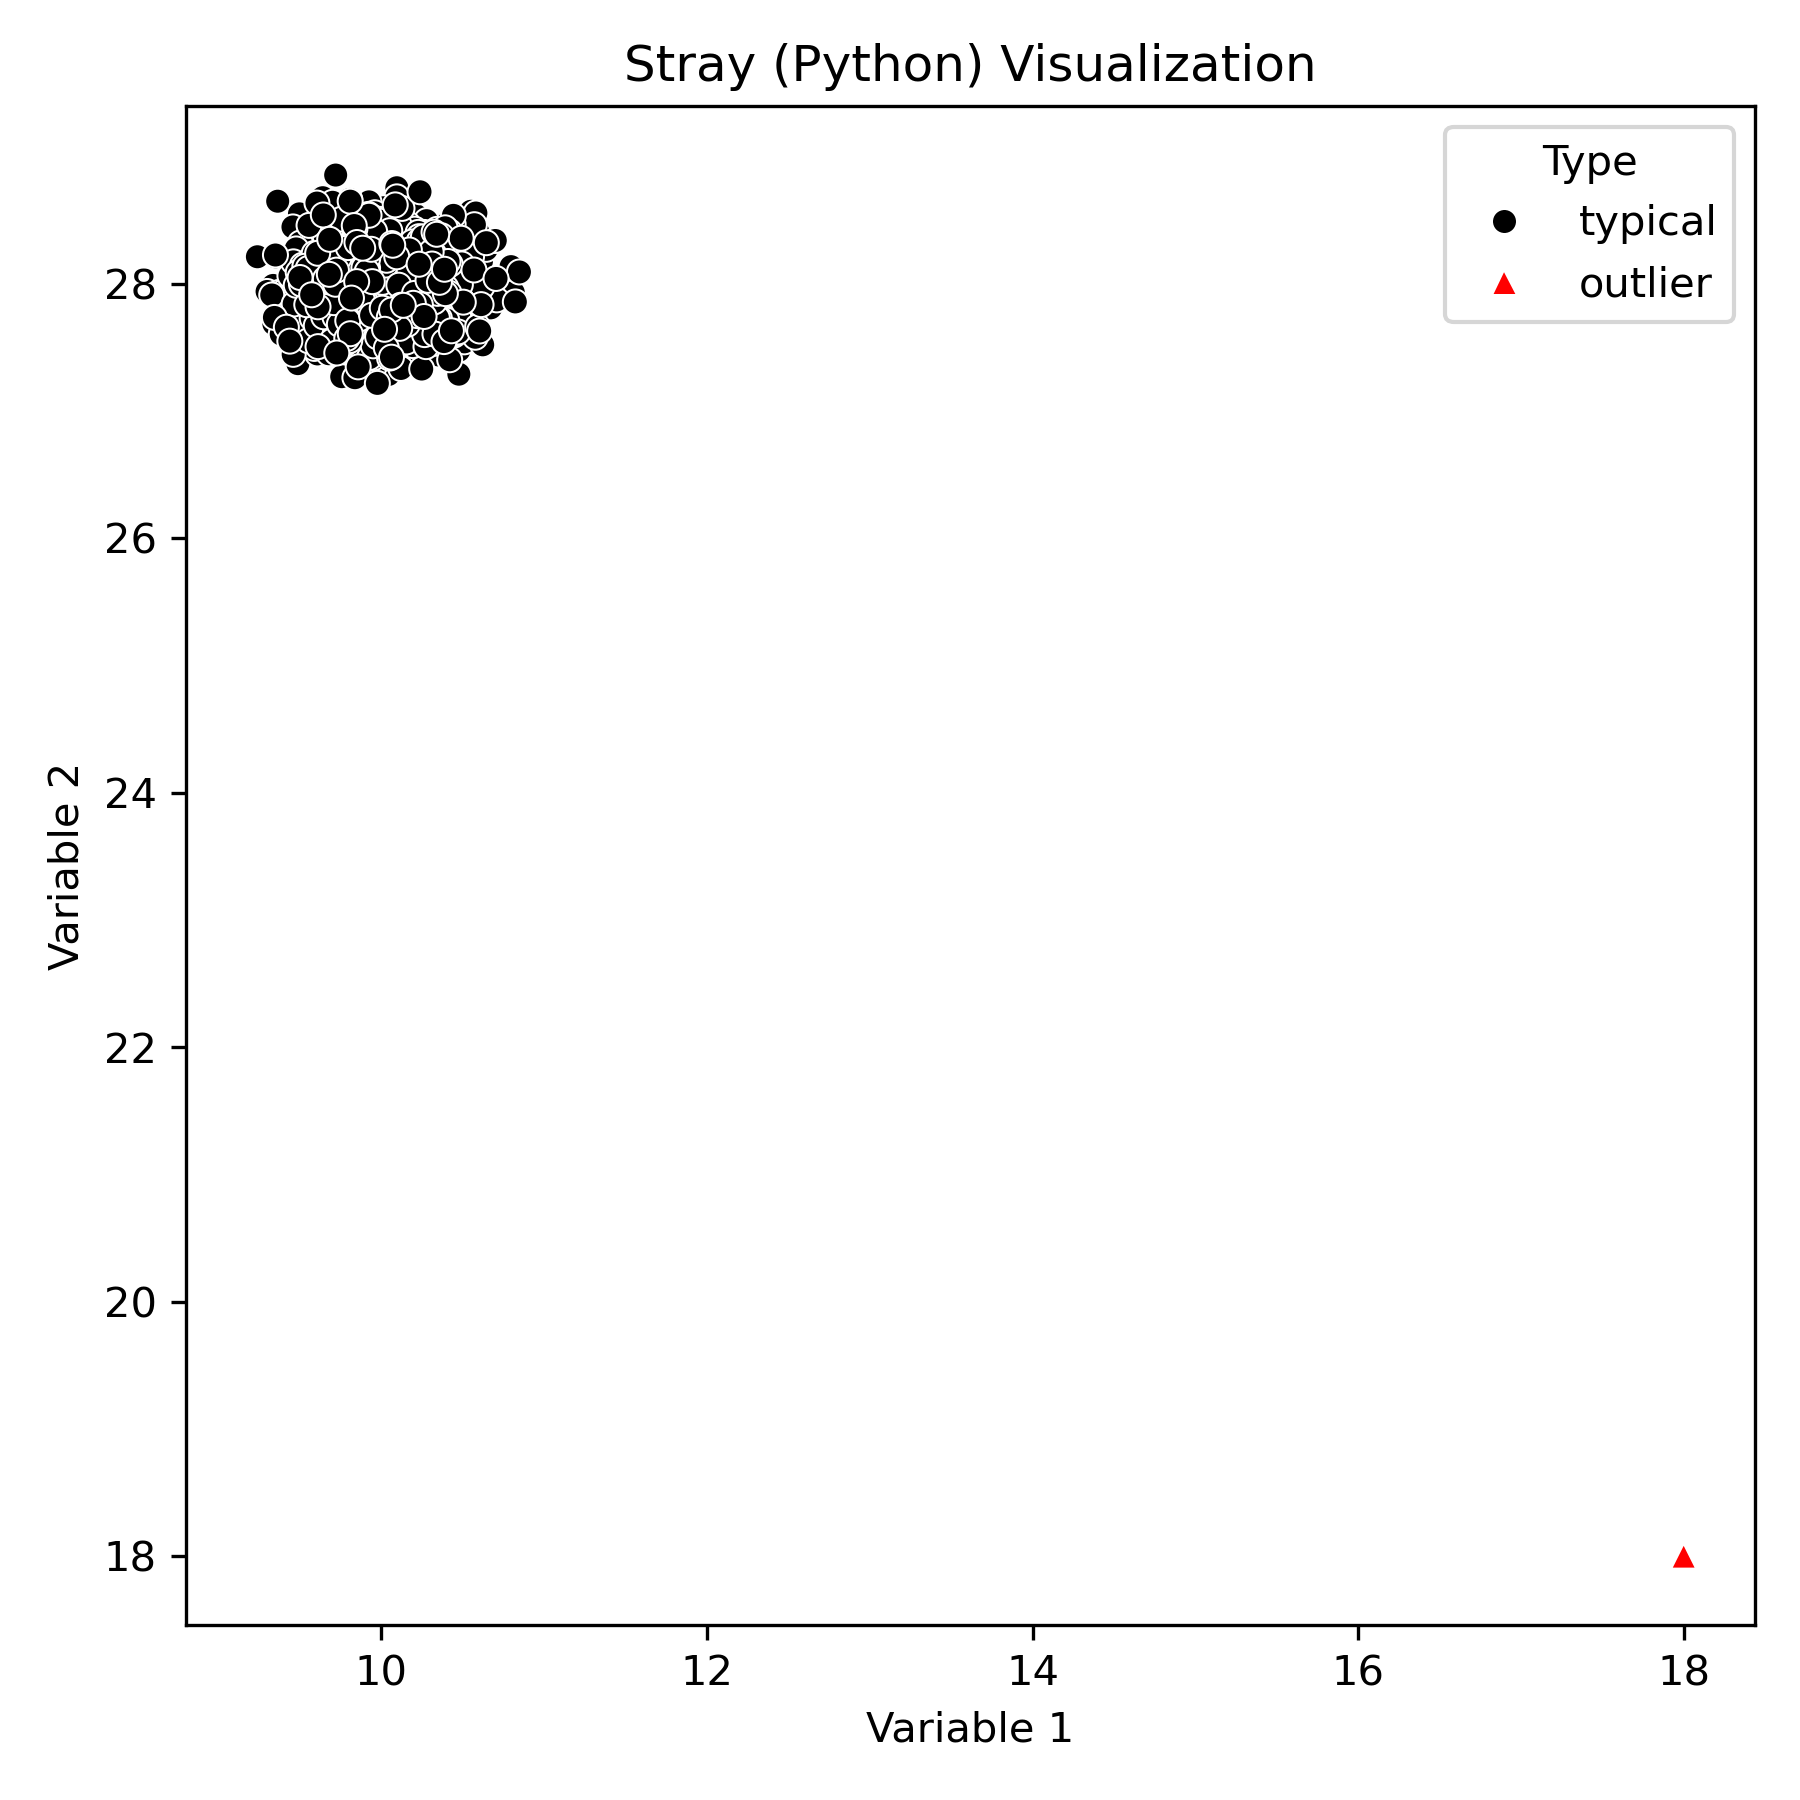 Stray (Python) Visualization
Type
typical
outlier
28
26
24
22
20
18
Variable 2
10 12 14 16 18
Variable 1